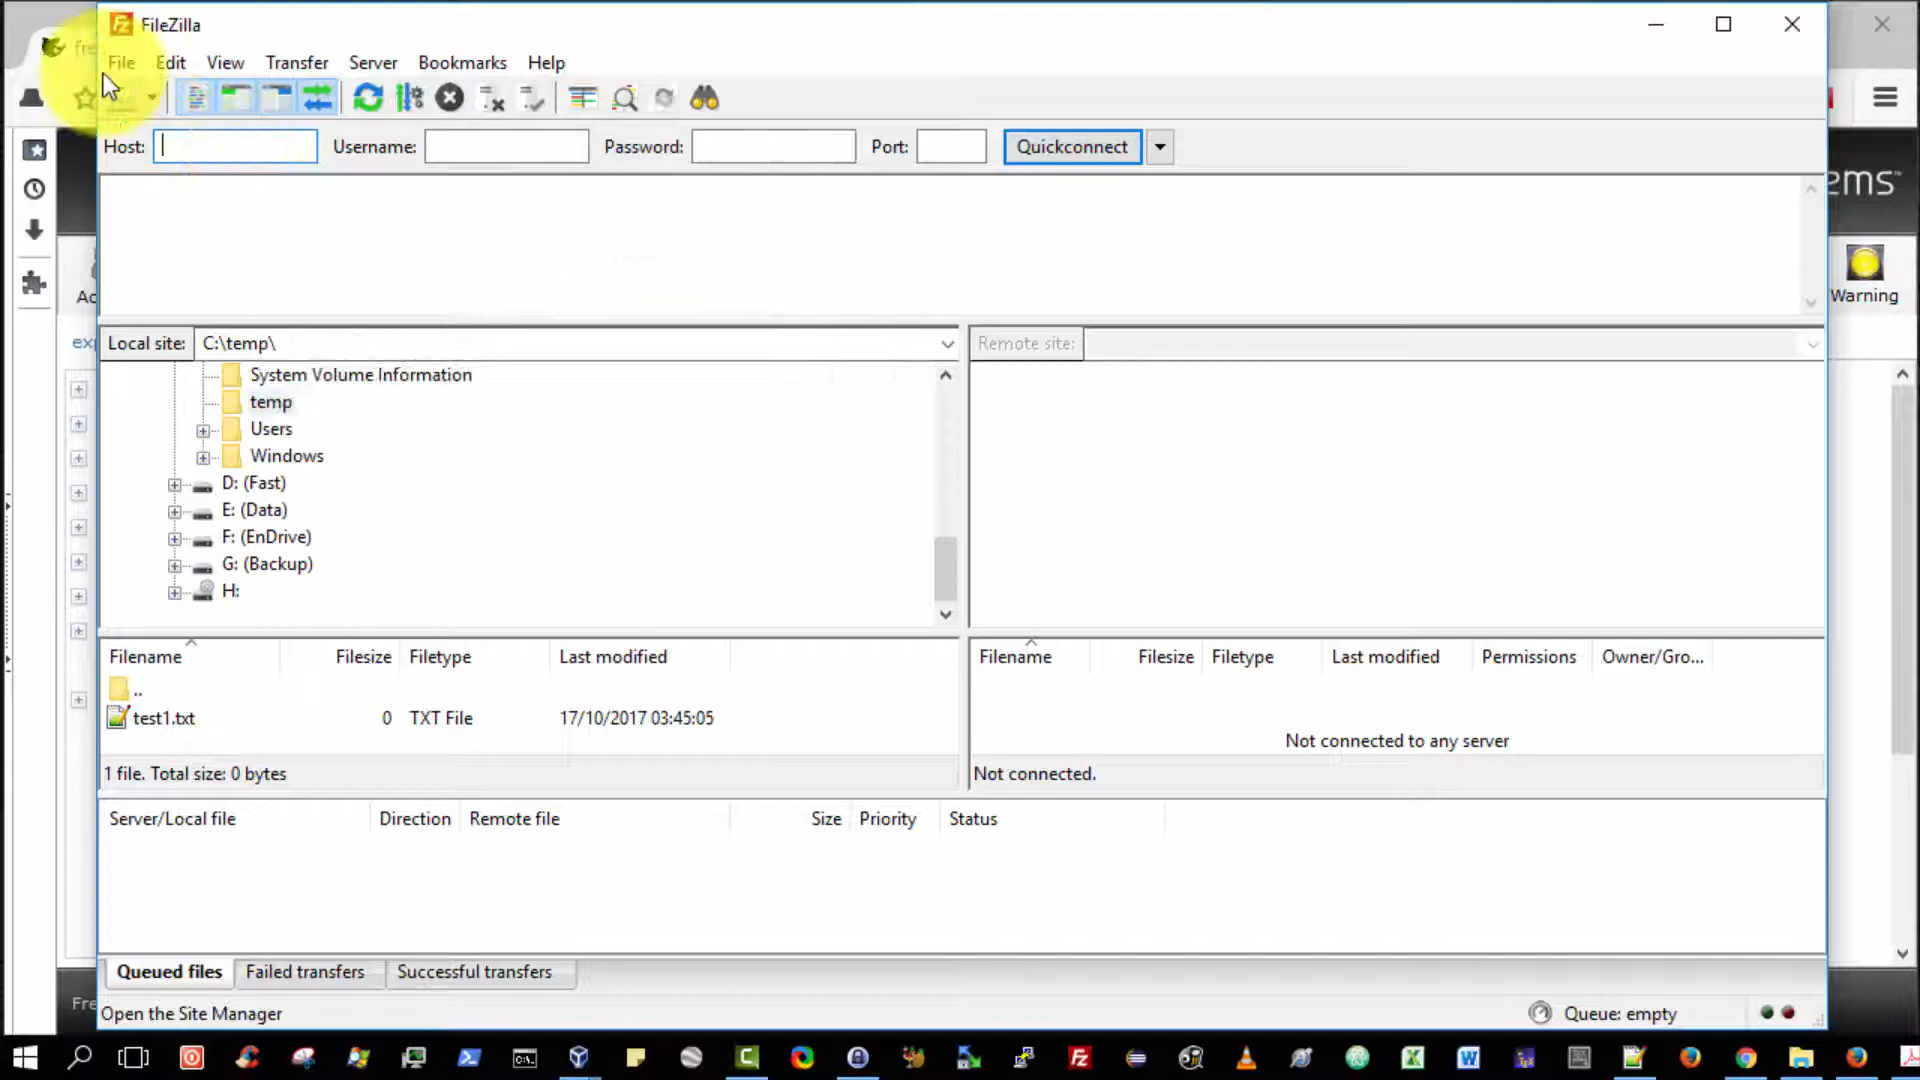 FileZilla
File Edit View Transfer Server Bookmarks Help
Host: Username: Password: Port: Quickconnect
ems
Ac
Warning
exp
Local site: C:\temp\
Remote site:
System Volume Information
temp
Users
Windows
D: (Fast)
E: (Data)
F: (EnDrive)
G: (Backup)
H:
Filename Filesize Filetype Last modified
..
test1.txt 0 TXT File 17/10/2017 03:45:05
1 file. Total size: 0 bytes
Filename Filesize Filetype Last modified Permissions Owner/Gro...
Not connected to any server
Not connected.
Server/Local file Direction Remote file Size Priority Status
Queued files Failed transfers Successful transfers
Fre
Open the Site Manager
Queue: empty